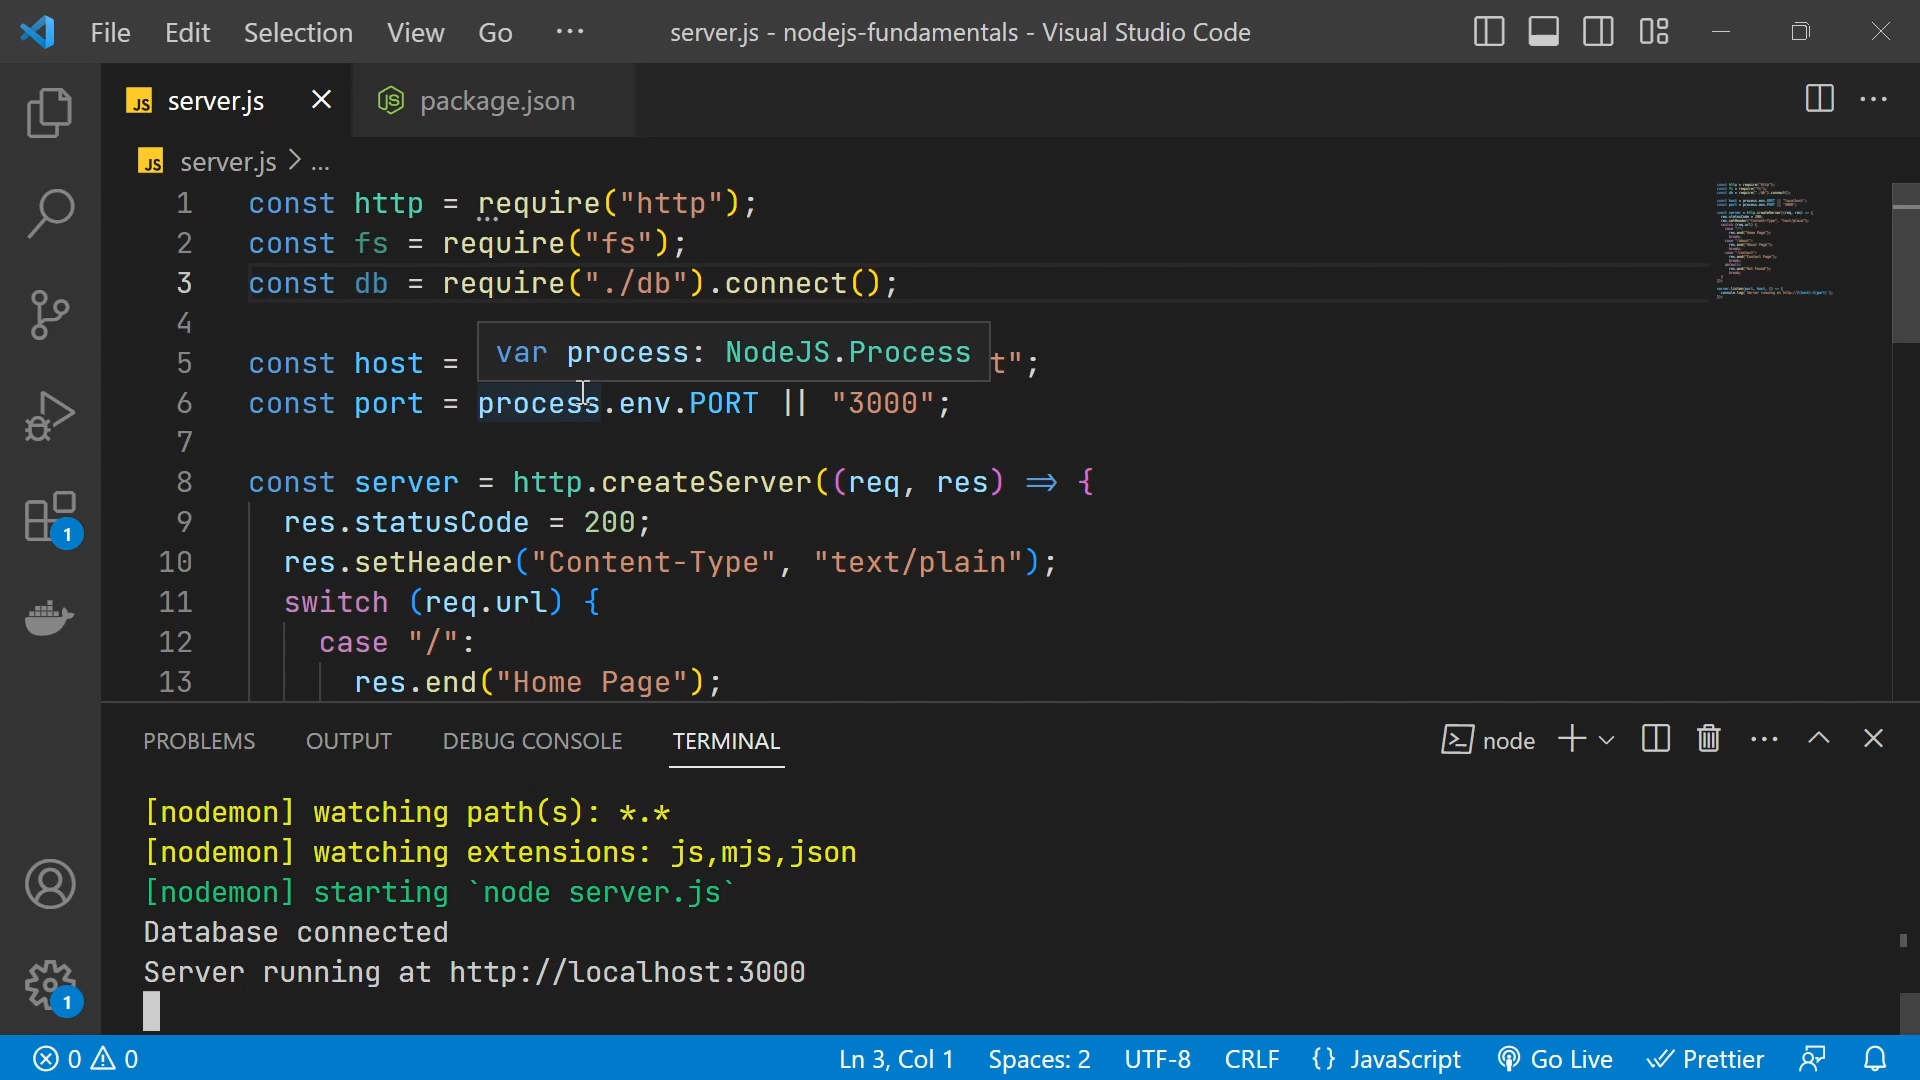 File Edit Selection View Go ···
server.js - nodejs-fundamentals - Visual Studio Code
JS server.js
JS package.json
JS server.js > ...
1 const http = require("http");
2 const fs = require("fs");
3 const db = require("./db").connect();
4
var process: NodeJS.Process
5 const host = t";
6 const port = process.env.PORT || "3000";
7
8 const server = http.createServer((req, res) => {
9 res.statusCode = 200;
10 res.setHeader("Content-Type", "text/plain");
11 switch (req.url) {
12 case "/":
13 res.end("Home Page");
1
1
PROBLEMS OUTPUT DEBUG CONSOLE TERMINAL
node
[nodemon] watching path(s): *.*
[nodemon] watching extensions: js,mjs,json
[nodemon] starting `node server.js`
Database connected
Server running at http://localhost:3000
0 0
Ln 3, Col 1 Spaces: 2 UTF-8 CRLF {} JavaScript Go Live Prettier